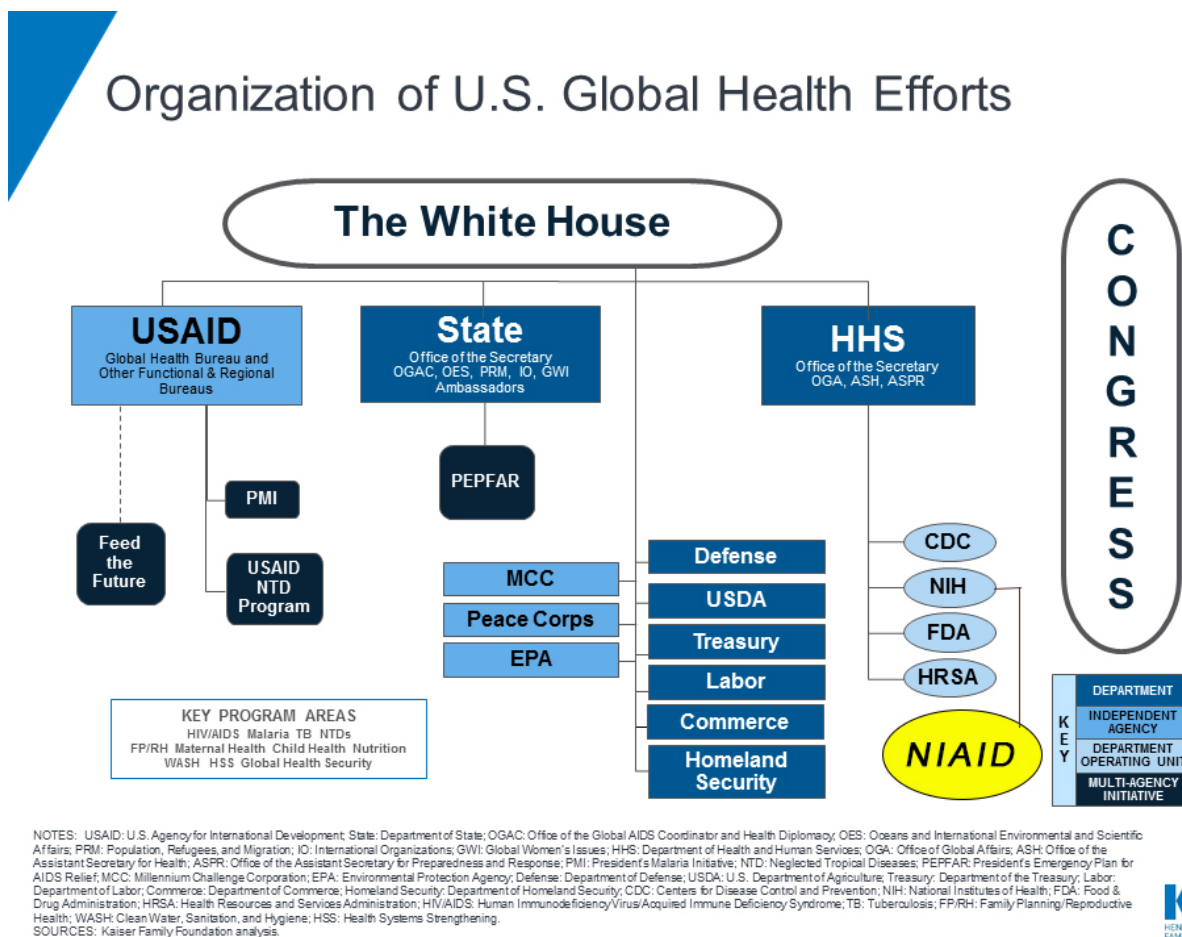 Organization of U.S. Global Health Efforts
The White House
USAID
Global Health Bureau and
Other Functional & Regional
Bureaus
State
Office of the Secretary
OGAC, OES, PRM, IO, GWI
Ambassadors
HHS
Office of the Secretary
OGA, ASH, ASPR
CONGRESS
PEPFAR
PMI
Feed
the
Future
USAID
NTD
Program
MCC
Peace Corps
EPA
Defense
USDA
Treasury
Labor
Commerce
Homeland
Security
CDC
NIH
FDA
HRSA
NIAID
KEY PROGRAM AREAS
HIV/AIDS Malaria TB NTDs
FP/RH Maternal Health Child Health Nutrition
WASH HSS Global Health Security
KEY
DEPARTMENT
INDEPENDENT
AGENCY
DEPARTMENT
OPERATING UNIT
MULTI-AGENCY
INITIATIVE
NOTES: USAID: U.S. Agency for International Development; State: Department of State; OGAC: Office of the Global AIDS Coordinator and Health Diplomacy; OES: Oceans and International Environmental and Scientific
Affairs; PRM: Population, Refugees, and Migration; IO: International Organizations; GWI: Global Women's Issues; HHS: Department of Health and Human Services; OGA: Office of Global Affairs; ASH: Office of the
Assistant Secretary for Health; ASPR: Office of the Assistant Secretary for Preparedness and Response; PMI: President's Malaria Initiative; NTD: Neglected Tropical Diseases; PEPFAR: President's Emergency Plan for
AIDS Relief; MCC: Millennium Challenge Corporation; EPA: Environmental Protection Agency; Defense: Department of Defense; USDA: U.S. Department of Agriculture; Treasury: Department of the Treasury; Labor:
Department of Labor; Commerce: Department of Commerce; Homeland Security: Department of Homeland Security; CDC: Centers for Disease Control and Prevention; NIH: National Institutes of Health; FDA: Food &
Drug Administration; HRSA: Health Resources and Services Administration; HIV/AIDS: Human Immunodeficiency Virus/Acquired Immune Deficiency Syndrome; TB: Tuberculosis; FP/RH: Family Planning/Reproductive
Health; WASH: Clean Water, Sanitation, and Hygiene; HSS: Health Systems Strengthening.
SOURCES: Kaiser Family Foundation analysis.